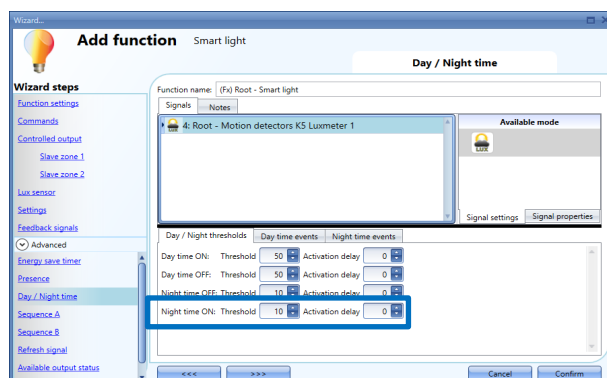 Wizard...
Add function Smart light
Day / Night time
Wizard steps
Function settings
Commands
Controlled output
Slave zone 1
Slave zone 2
Lux sensor
Settings
Feedback signals
Advanced
Energy save timer
Presence
Day / Night time
Sequence A
Sequence B
Refresh signal
Available output status
Function name: (Fx) Root - Smart light
Signals Notes
LUX 4: Root - Motion detectors K5 Luxmeter 1
Available mode
LUX
Signal settings Signal properties
Day / Night thresholds Day time events Night time events
Day time ON: Threshold 50 Activation delay 0
Day time OFF: Threshold 50 Activation delay 0
Night time OFF: Threshold 10 Activation delay 0
Night time ON: Threshold 10 Activation delay 0
<<< >>> Cancel Confirm